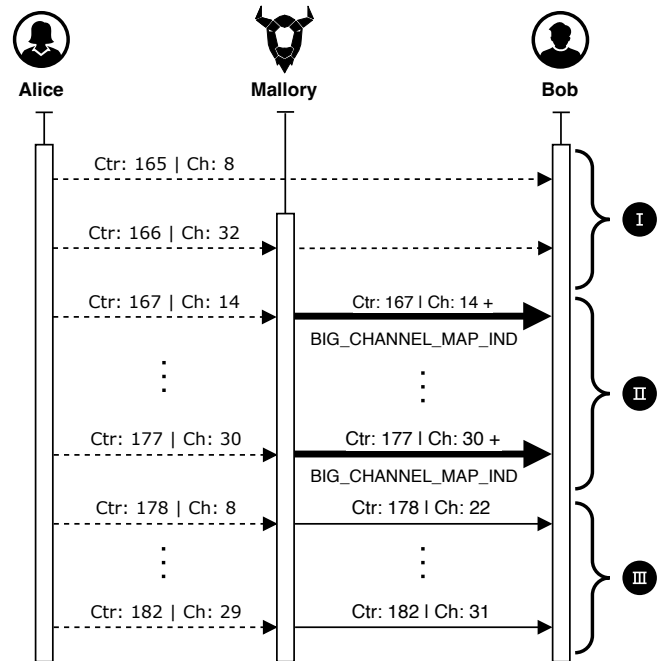 Alice Mallory Bob
Ctr: 165 | Ch: 8
I
Ctr: 166 | Ch: 32
Ctr: 167 | Ch: 14
Ctr: 167 | Ch: 14 +
BIG_CHANNEL_MAP_IND
II
Ctr: 177 | Ch: 30
Ctr: 177 | Ch: 30 +
BIG_CHANNEL_MAP_IND
Ctr: 178 | Ch: 8
Ctr: 178 | Ch: 22
III
Ctr: 182 | Ch: 29
Ctr: 182 | Ch: 31